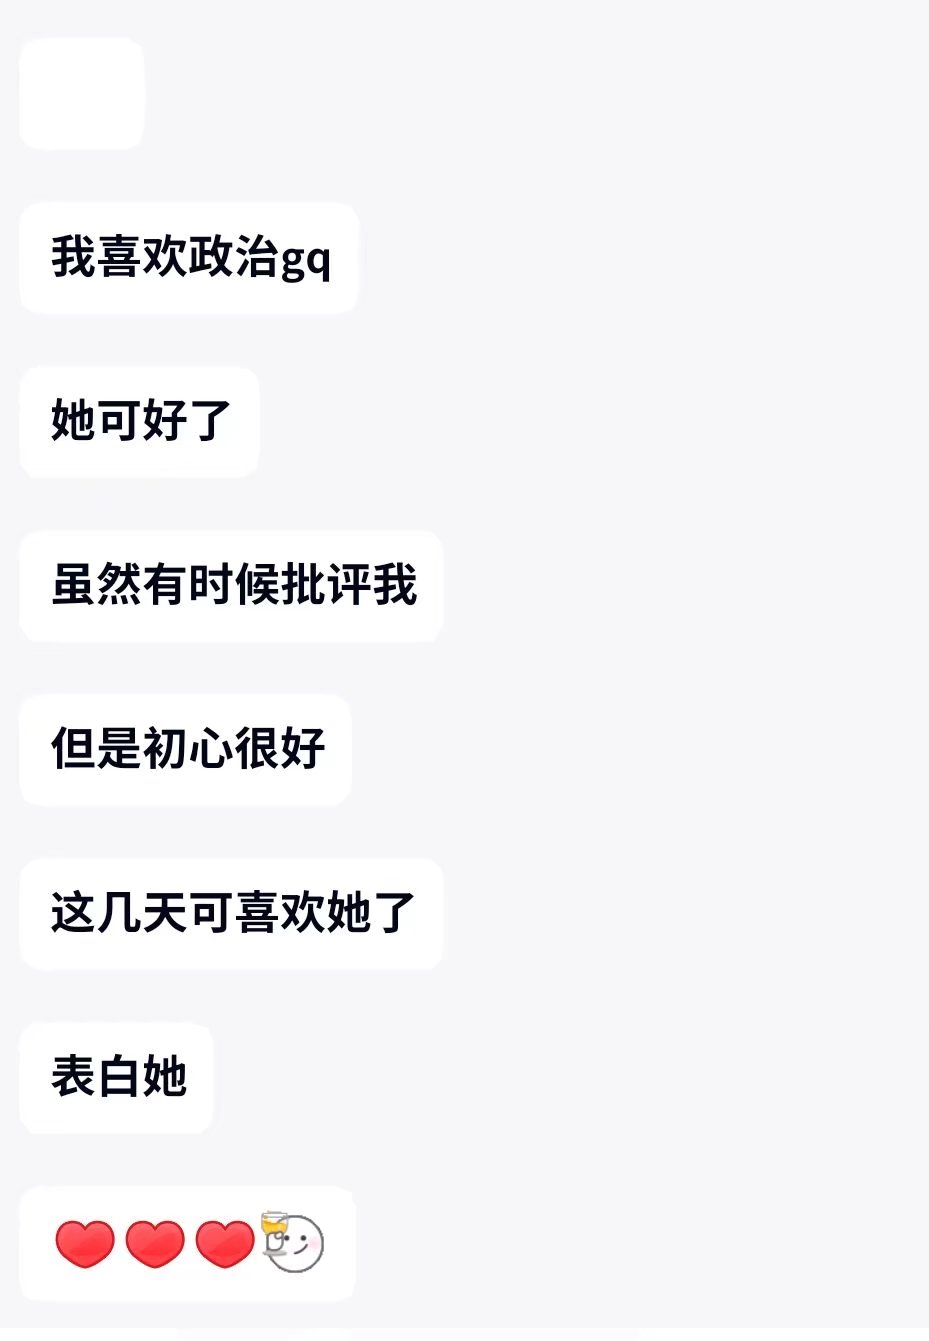 我喜欢政治gq
她可好了
虽然有时候批评我
但是初心很好
这几天可喜欢她了
表白她